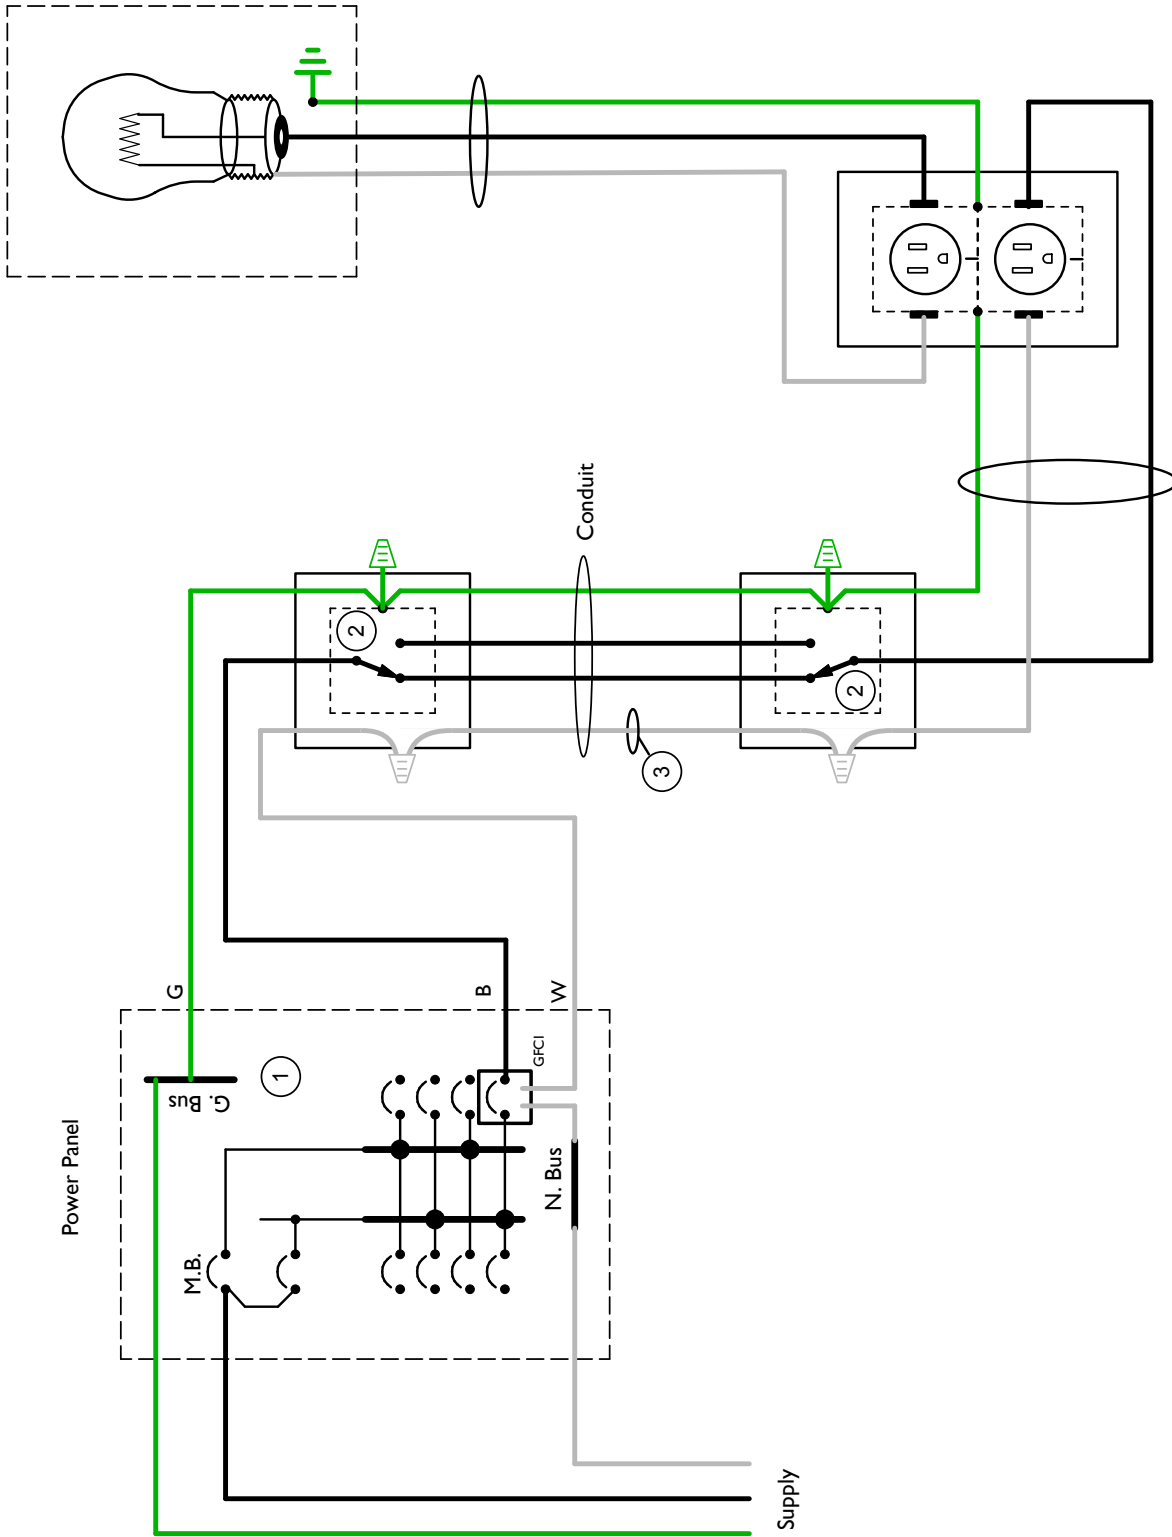 Power Panel
G. Bus
1
G
M.B.
B
GFCI
N. Bus
W
Supply
2
Conduit
2
3